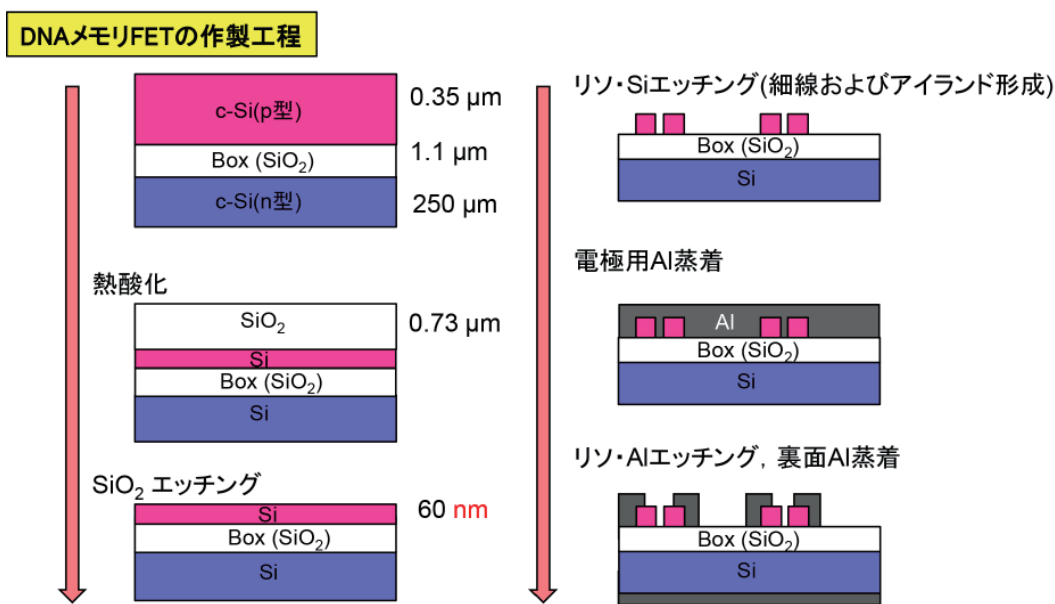 DNAメモリFETの作製工程
c-Si(p型)
0.35 µm
Box (SiO₂)
1.1 µm
c-Si(n型)
250 µm
熱酸化
SiO₂
0.73 µm
Si
Box (SiO₂)
Si
SiO₂ エッチング
Si
60 nm
Box (SiO₂)
Si
リソ・Siエッチング(細線およびアイランド形成)
Box (SiO₂)
Si
電極用Al蒸着
Al
Box (SiO₂)
Si
リソ・Alエッチング，裏面Al蒸着
Box (SiO₂)
Si